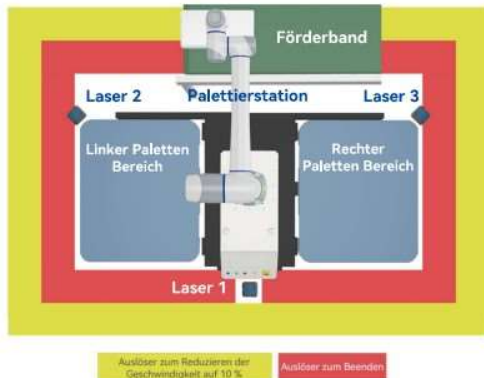 Förderband
Laser 2
Palettierstation
Laser 3
Linker Paletten
Bereich
Rechter
Paletten Bereich
Laser 1
Auslöser zum Reduzieren der
Geschwindigkeit auf 10 %
Auslöser zum Beenden